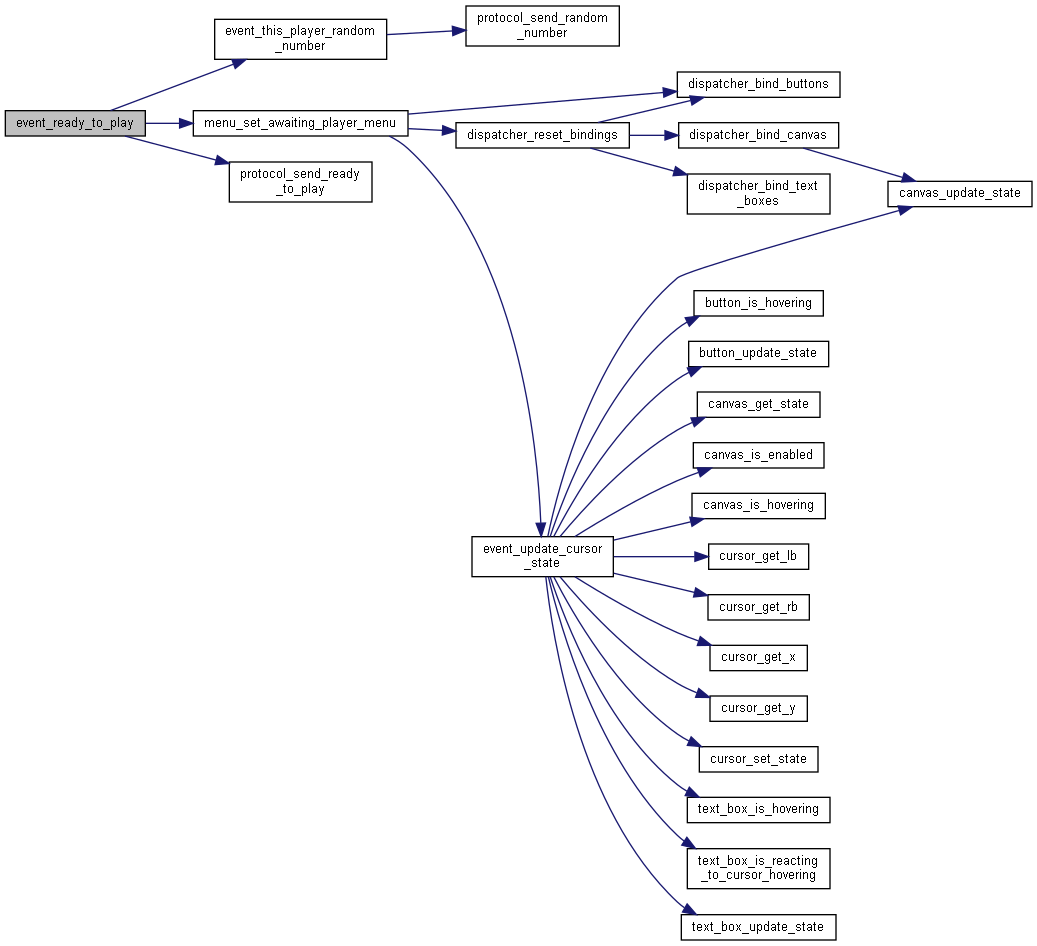 protocol_send_random
_number
event_this_player_random
_number
dispatcher_bind_buttons
event_ready_to_play
menu_set_awaiting_player_menu
dispatcher_reset_bindings
dispatcher_bind_canvas
protocol_send_ready
_to_play
dispatcher_bind_text
_boxes
canvas_update_state
button_is_hovering
button_update_state
canvas_get_state
canvas_is_enabled
canvas_is_hovering
event_update_cursor
_state
cursor_get_lb
cursor_get_rb
cursor_get_x
cursor_get_y
cursor_set_state
text_box_is_hovering
text_box_is_reacting
_to_cursor_hovering
text_box_update_state